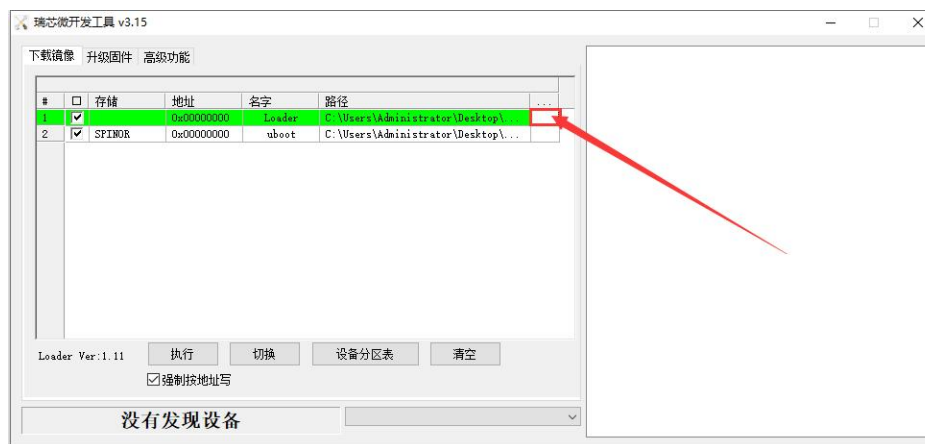 瑞芯微开发工具 v3.15
下载镜像 升级固件 高级功能
# 存储 地址 名字 路径 ...
1 0x00000000 Loader C:\Users\Administrator\Desktop\...
2 SPINOR 0x00000000 uboot C:\Users\Administrator\Desktop\...
Loader Ver:1.11 执行 切换 设备分区表 清空
强制按地址写
没有发现设备